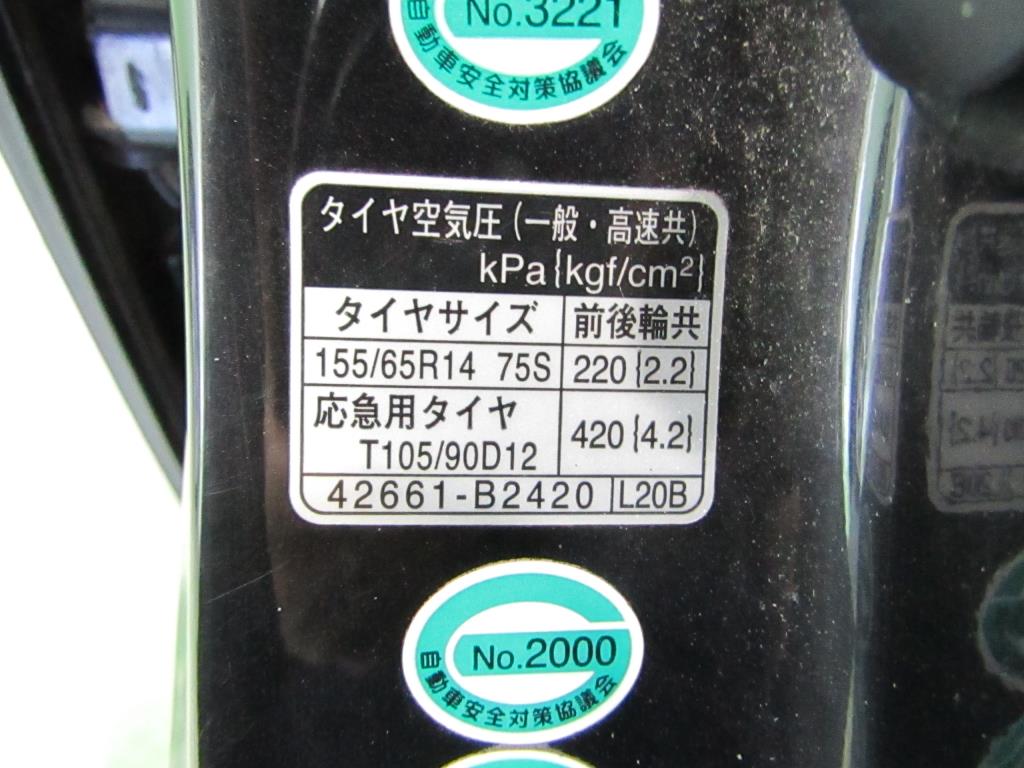 No.3221
自動車安全対策協議会
タイヤ空気圧(一般・高速共)
kPa{kgf/cm²}
タイヤサイズ 前後輪共
155/65R14 75S 220{2.2}
応急用タイヤ
T105/90D12 420{4.2}
42661-B2420 L20B
No.2000
自動車安全対策協議会